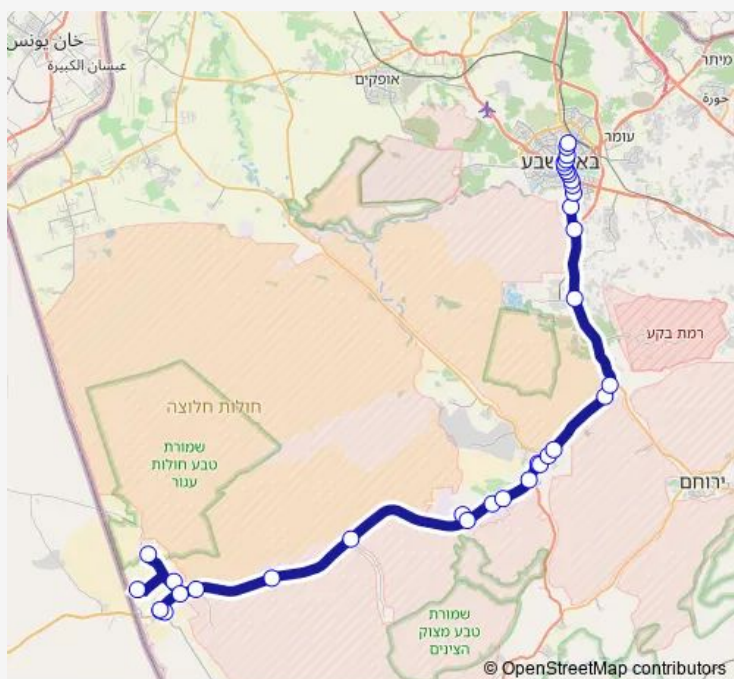 خان يونس
عبسان الكبيرة
אופקים
מיתר
חורה
עומר
באר שבע
רמת בקע
חולות חלוצה
שמורת
טבע חולות
עגור
ירוחם
שמורת
טבע מצוק
הצינים
© OpenStreetMap contributors